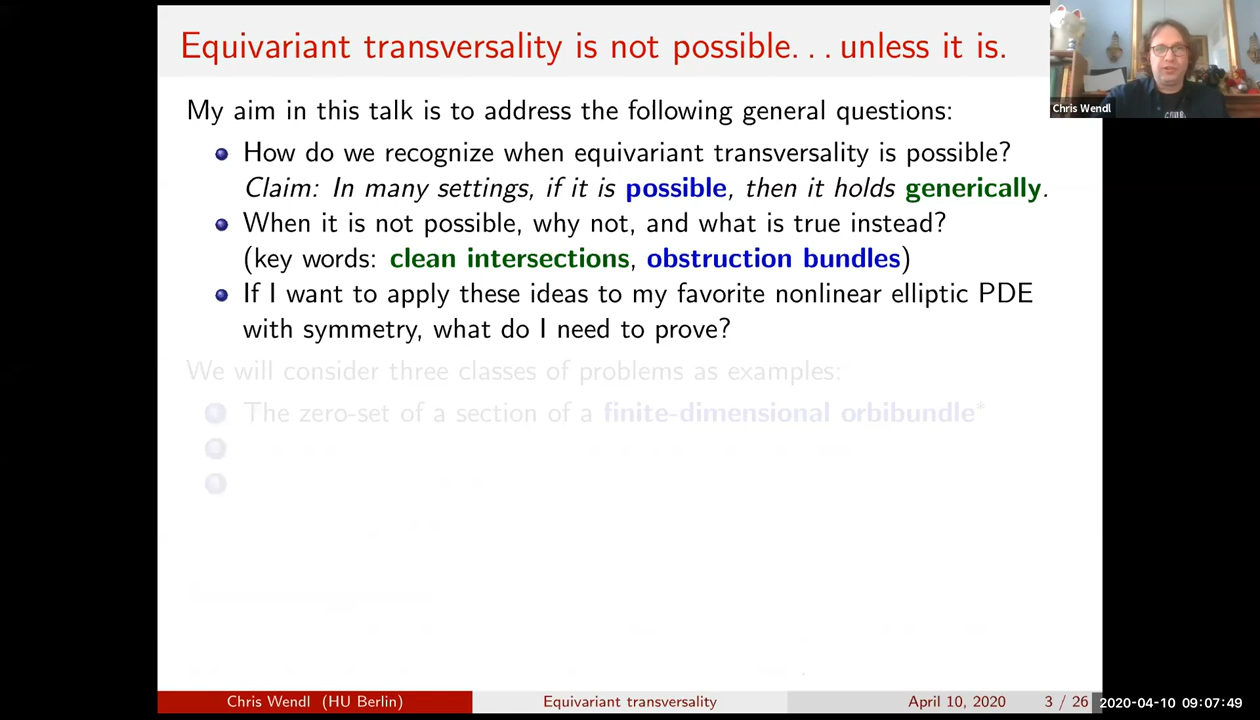 Equivariant transversality is not possible. . . unless it is.
Chris Wendl
My aim in this talk is to address the following general questions:
How do we recognize when equivariant transversality is possible?
Claim: In many settings, if it is possible, then it holds generically.
When it is not possible, why not, and what is true instead?
(key words: clean intersections, obstruction bundles)
If I want to apply these ideas to my favorite nonlinear elliptic PDE
with symmetry, what do I need to prove?
We will consider three classes of problems as examples:
1 The zero-set of a section of a finite-dimensional orbibundle*
2
3
Chris Wendl (HU Berlin) Equivariant transversality April 10, 2020 3 / 26 2020-04-10 09:07:49